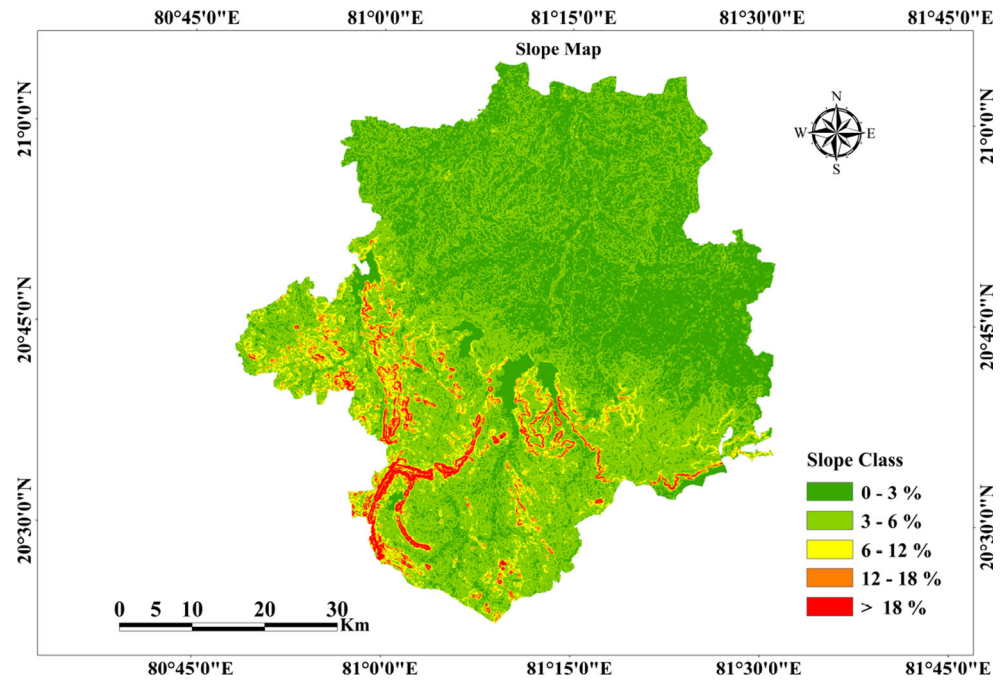 80°45'0"E 81°0'0"E 81°15'0"E 81°30'0"E 81°45'0"E
Slope Map
N
W E
S
21°0'0"N 21°0'0"N
20°45'0"N 20°45'0"N
20°30'0"N 20°30'0"N
Slope Class
0 - 3 %
3 - 6 %
6 - 12 %
12 - 18 %
> 18 %
0 5 10 20 30
Km
80°45'0"E 81°0'0"E 81°15'0"E 81°30'0"E 81°45'0"E